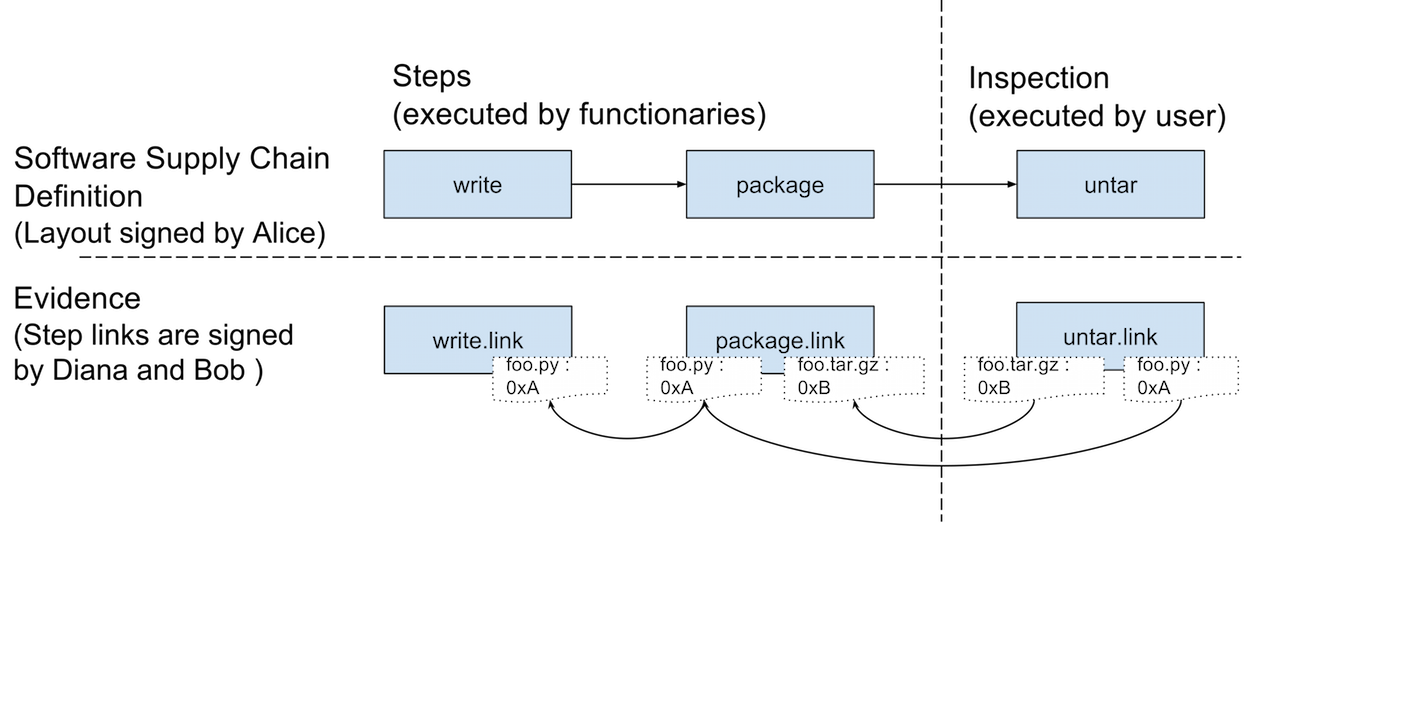 Steps
(executed by functionaries)
Inspection
(executed by user)
Software Supply Chain
Definition
(Layout signed by Alice)
write
package
untar
Evidence
(Step links are signed
by Diana and Bob )
write.link
package.link
untar.link
foo.py :
0xA
foo.py :
0xA
foo.tar.gz :
0xB
foo.tar.gz :
0xB
foo.py :
0xA